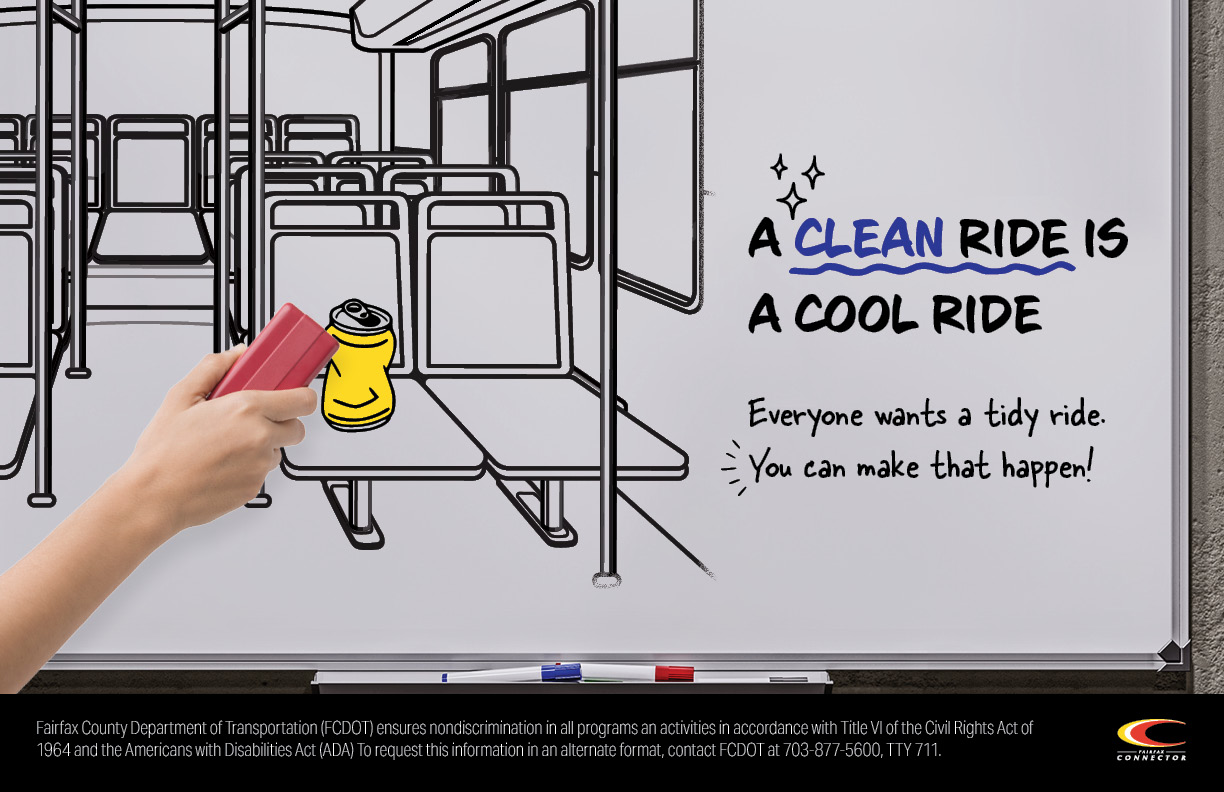 A CLEAN RIDE IS
A COOL RIDE
Everyone wants a tidy ride.
You can make that happen!
Fairfax County Department of Transportation (FCDOT) ensures nondiscrimination in all programs an activities in accordance with Title VI of the Civil Rights Act of
1964 and the Americans with Disabilities Act (ADA) To request this information in an alternate format, contact FCDOT at 703-877-5600, TTY 711.
FAIRFAX
CONNECTOR